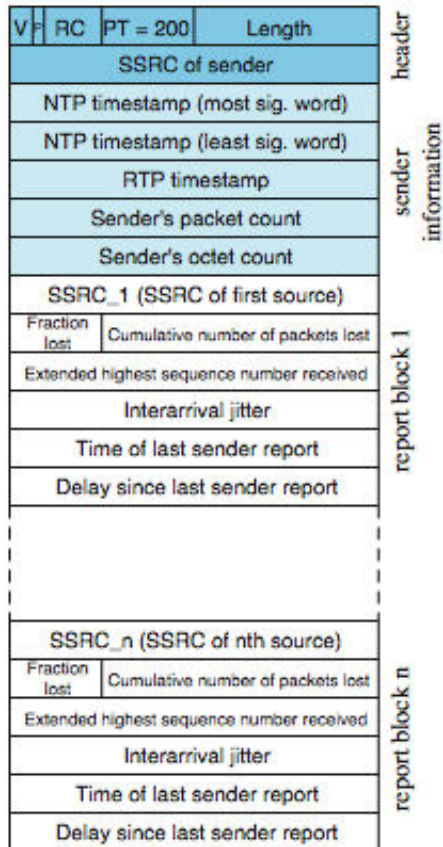 V P RC PT = 200 Length
SSRC of sender
NTP timestamp (most sig. word)
NTP timestamp (least sig. word)
RTP timestamp
Sender's packet count
Sender's octet count
SSRC_1 (SSRC of first source)
Fraction
lost
Cumulative number of packets lost
Extended highest sequence number received
Interarrival jitter
Time of last sender report
Delay since last sender report
SSRC_n (SSRC of nth source)
Fraction
lost
Cumulative number of packets lost
Extended highest sequence number received
Interarrival jitter
Time of last sender report
Delay since last sender report
header
sender
information
report block 1
report block n